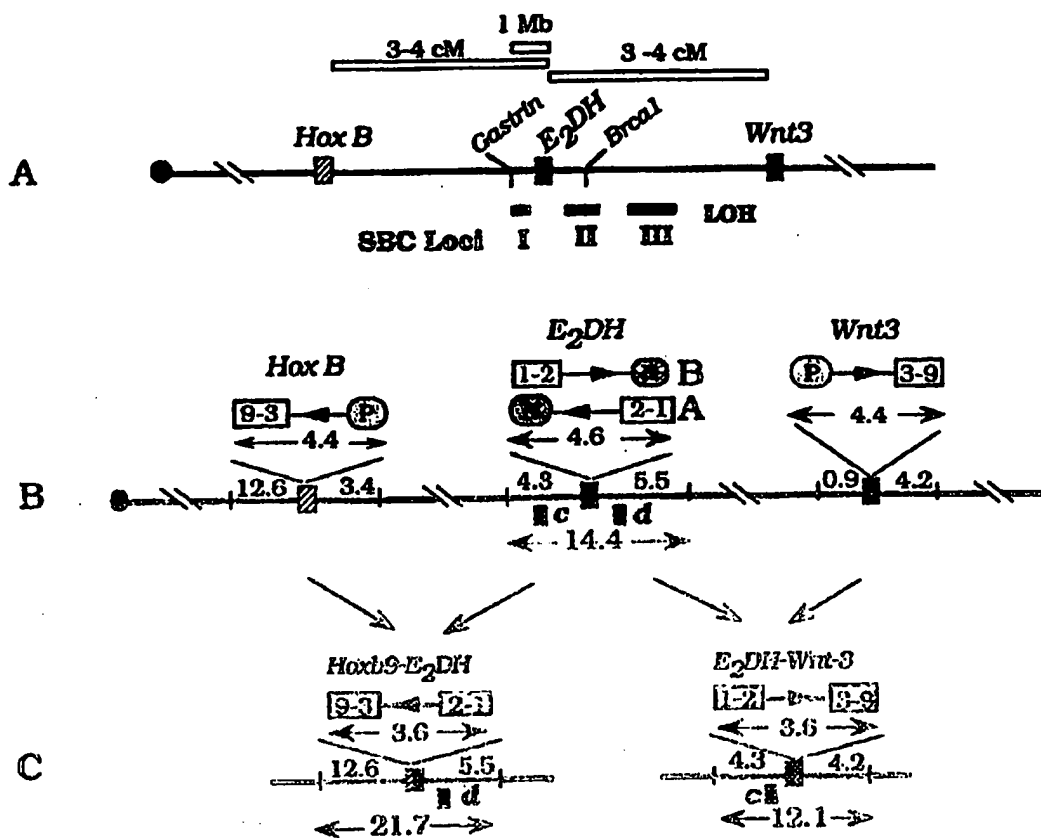 1 Mb
3-4 cM
3 -4 cM
Gastrin
E2DH
Brca1
Hox B
Wnt3
A
LOH
SBC Loci I II III
E2DH
Wnt3
Hox B
1-2 B
P 3-9
9-3 P
2-1 A
4.4
4.6
4.4
B
12.6 3.4
4.3 5.5
0.9 4.2
c d
14.4
Hoxb9-E2DH
E2DH-Wnt-3
9-3 2-1
1-2 3-9
3.6
3.6
C
12.6 5.5
4.3 4.2
d
c
21.7
12.1